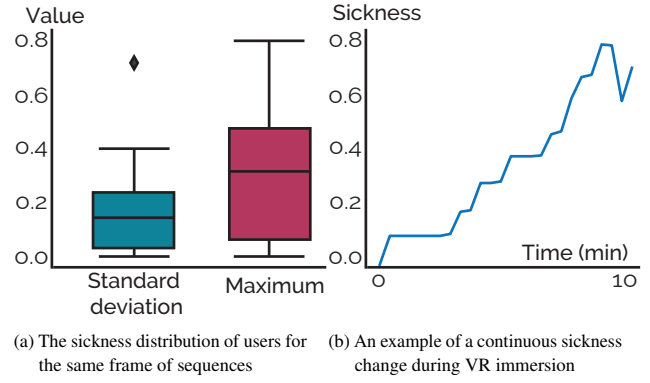 Value
0.8
0.6
0.4
0.2
0.0
Standard
deviation
Maximum
Sickness
0.8
0.6
0.4
0.2
0.0
Time (min)
0
10
(a) The sickness distribution of users for
the same frame of sequences
(b) An example of a continuous sickness
change during VR immersion